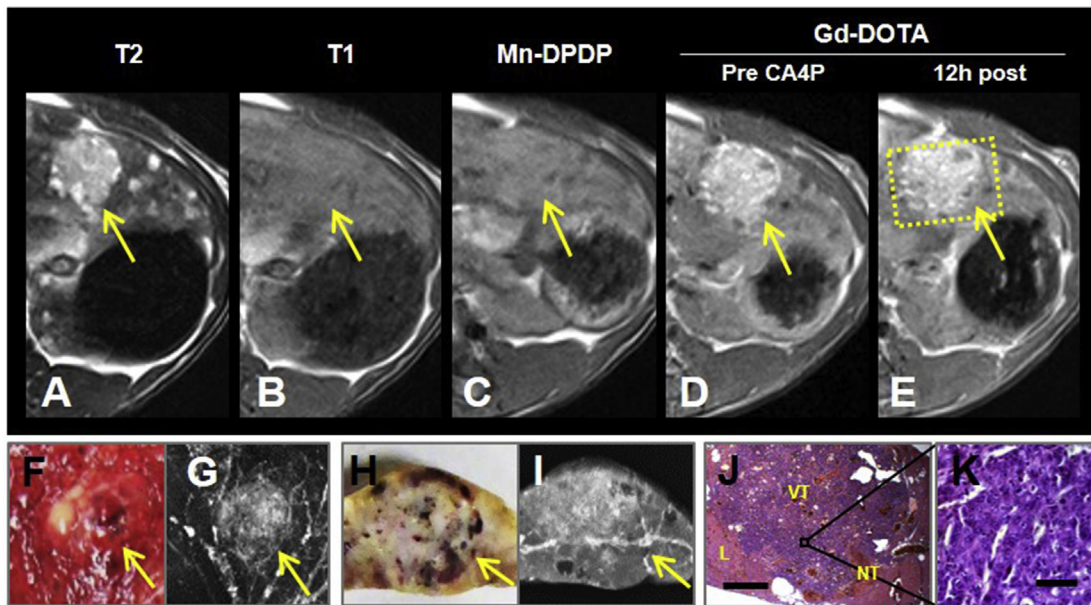 Gd-DOTA
T2 T1 Mn-DPDP Pre CA4P 12h post
A B C D E
F G H I J K
VT
L
NT